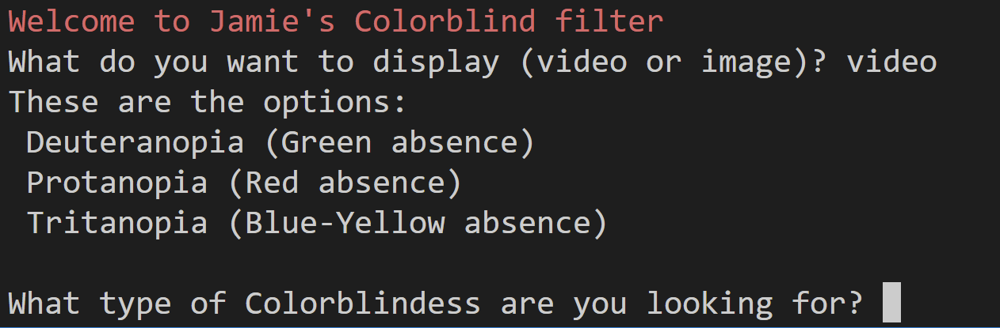 Welcome to Jamie's Colorblind filter
What do you want to display (video or image)? video
These are the options:
Deuteranopia (Green absence)
Protanopia (Red absence)
Tritanopia (Blue-Yellow absence)
What type of Colorblindess are you looking for?